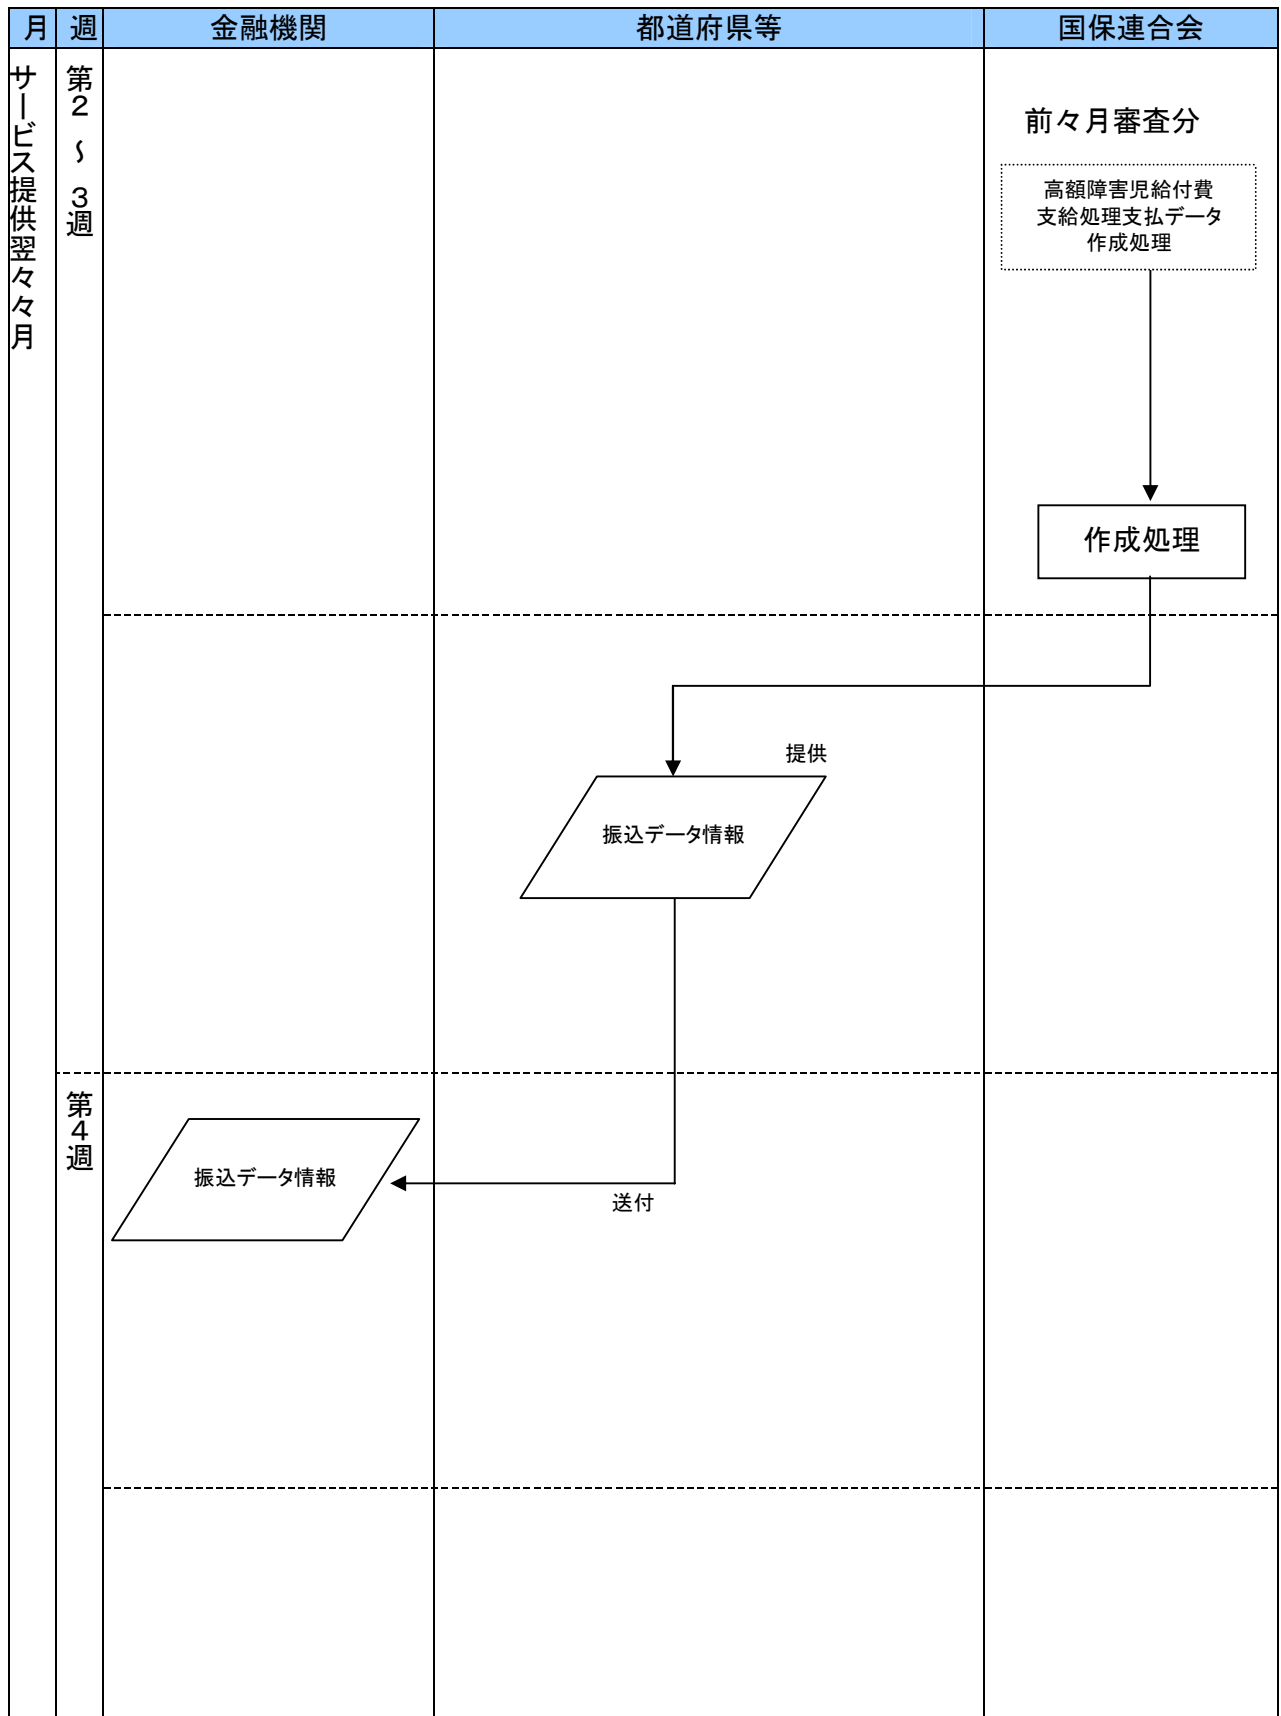 月 週 金融機関 都道府県等 国保連合会
サービス提供翌々々月
第２～３週
前々月審査分
高額障害児給付費
支給処理支払データ
作成処理
作成処理
提供
振込データ情報
第４週
振込データ情報
送付